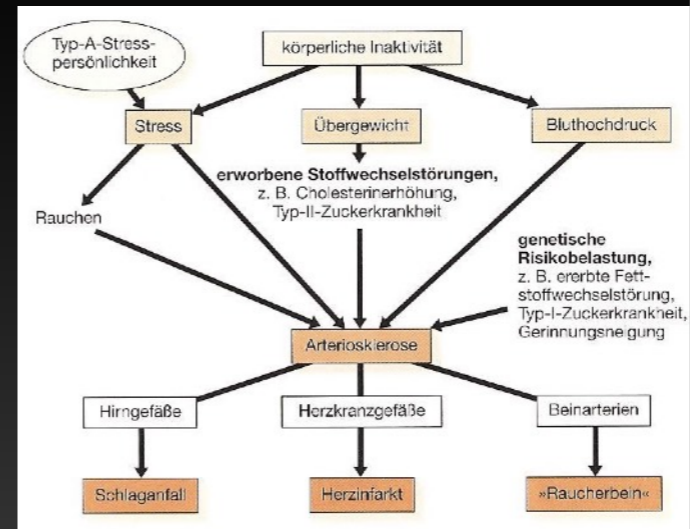 Typ-A-Stress-
persönlichkeit
körperliche Inaktivität
Stress
Übergewicht
Bluthochdruck
erworbene Stoffwechselstörungen,
z. B. Cholesterinerhöhung,
Typ-II-Zuckerkrankheit
Rauchen
genetische
Risikobelastung,
z. B. ererbte Fett-
stoffwechselstörung,
Typ-I-Zuckerkrankheit,
Gerinnungsneigung
Arteriosklerose
Hirngefäße
Herzkranzgefäße
Beinarterien
Schlaganfall
Herzinfarkt
»Raucherbein«